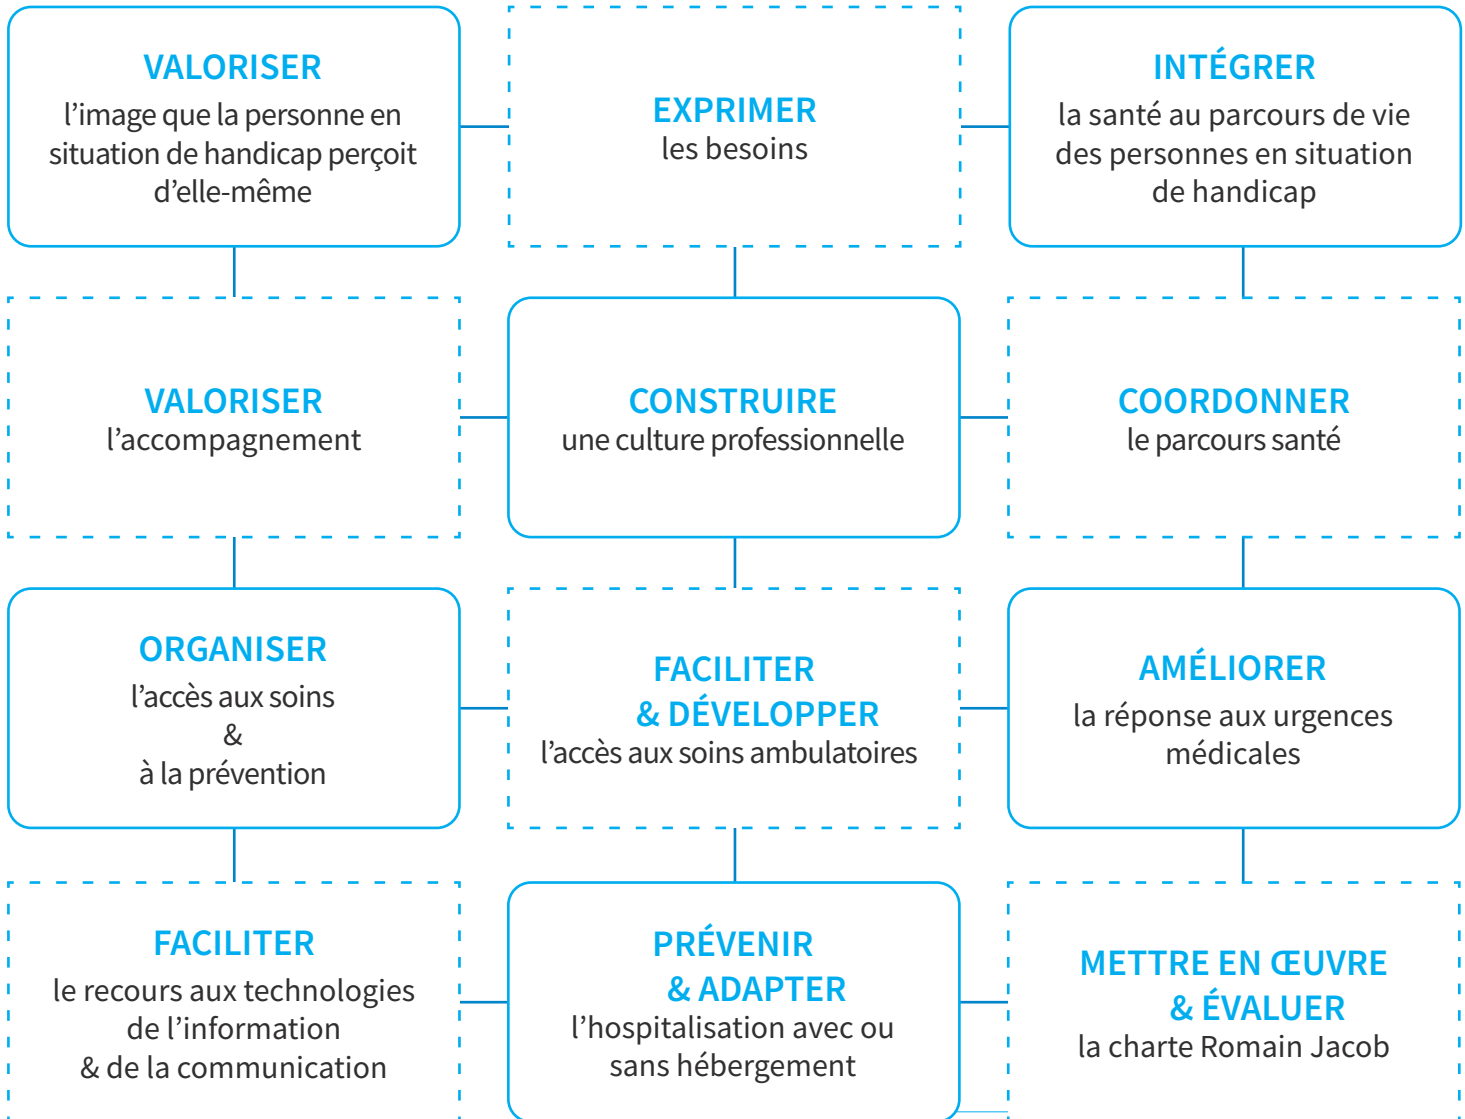 VALORISER
l’image que la personne en
situation de handicap perçoit
d’elle-même
EXPRIMER
les besoins
INTÉGRER
la santé au parcours de vie
des personnes en situation
de handicap
VALORISER
l’accompagnement
CONSTRUIRE
une culture professionnelle
COORDONNER
le parcours santé
ORGANISER
l’accès aux soins
&
à la prévention
FACILITER
& DÉVELOPPER
l’accès aux soins ambulatoires
AMÉLIORER
la réponse aux urgences
médicales
FACILITER
le recours aux technologies
de l’information
& de la communication
PRÉVENIR
& ADAPTER
l’hospitalisation avec ou
sans hébergement
METTRE EN ŒUVRE
& ÉVALUER
la charte Romain Jacob